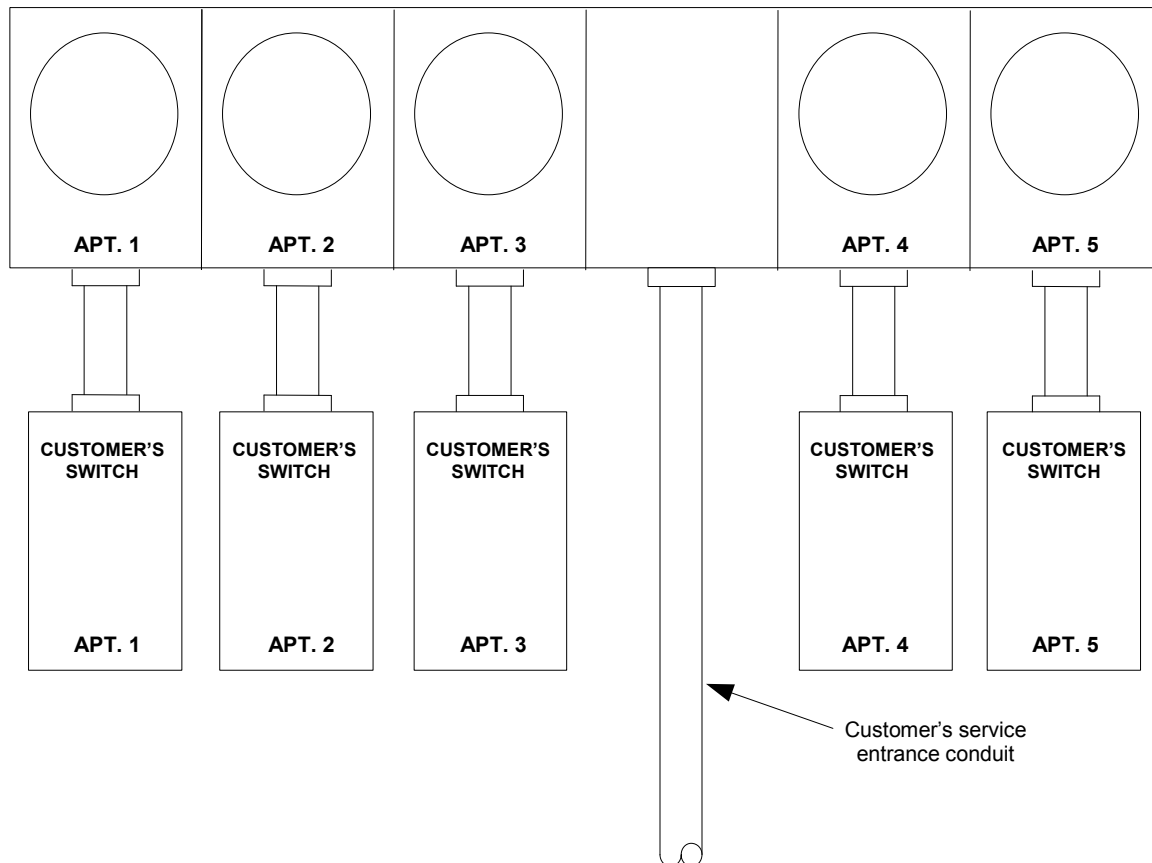 APT. 1
APT. 2
APT. 3
APT. 4
APT. 5
CUSTOMER'S
SWITCH
APT. 1
CUSTOMER'S
SWITCH
APT. 2
CUSTOMER'S
SWITCH
APT. 3
CUSTOMER'S
SWITCH
APT. 4
CUSTOMER'S
SWITCH
APT. 5
Customer's service
entrance conduit